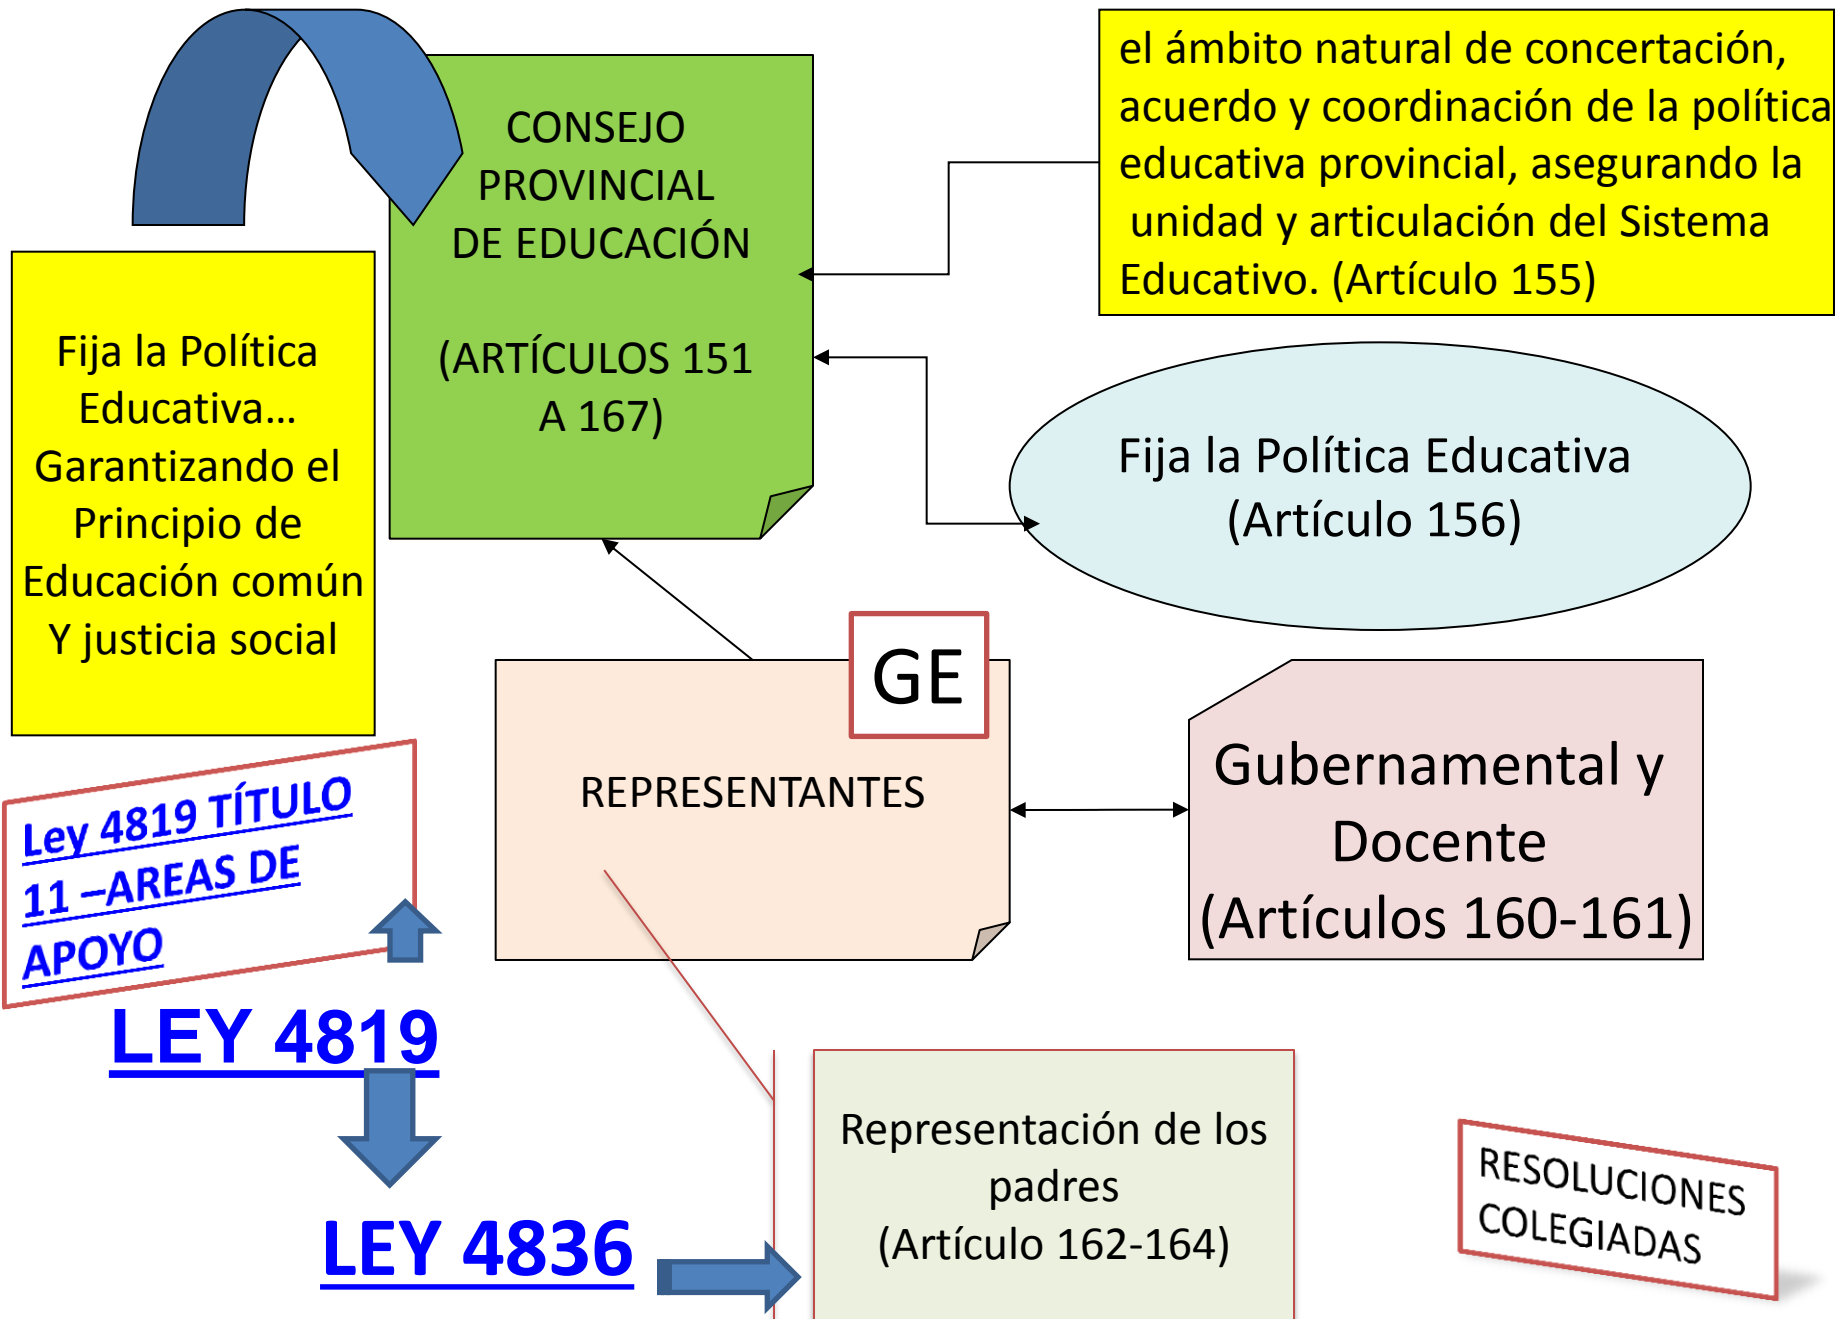 CONSEJO
PROVINCIAL
DE EDUCACIÓN
(ARTÍCULOS 151
A 167)
el ámbito natural de concertación,
acuerdo y coordinación de la política
educativa provincial, asegurando la
unidad y articulación del Sistema
Educativo. (Artículo 155)
Fija la Política
Educativa...
Garantizando el
Principio de
Educación común
Y justicia social
Fija la Política Educativa
(Artículo 156)
GE
REPRESENTANTES
Gubernamental y
Docente
(Artículos 160-161)
Ley 4819 TÍTULO
11 –AREAS DE
APOYO
LEY 4819
LEY 4836
Representación de los
padres
(Artículo 162-164)
RESOLUCIONES
COLEGIADAS